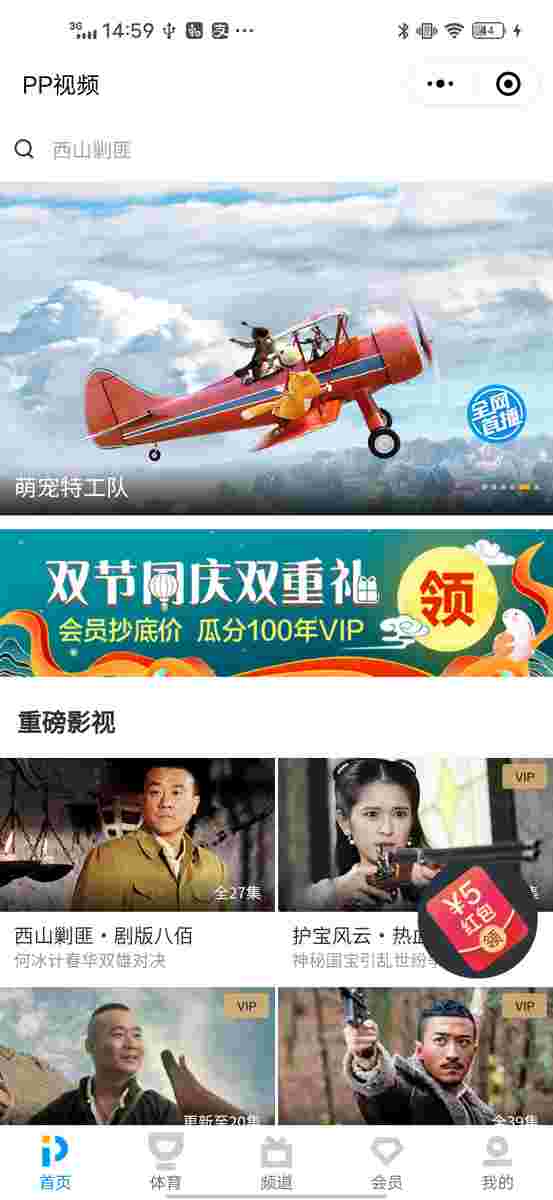 3G 14:59
44
PP视频
西山剿匪
全网
直播
萌宠特工队
双节同庆双重礼
领
会员抄底价 瓜分100年VIP
重磅影视
全27集
VIP
¥5
红包
领
西山剿匪·剧版八佰
护宝风云·热
何冰计春华双雄对决
神秘国宝引乱世纷
VIP
更新至20集
VIP
全39集
首页
体育
频道
会员
我的